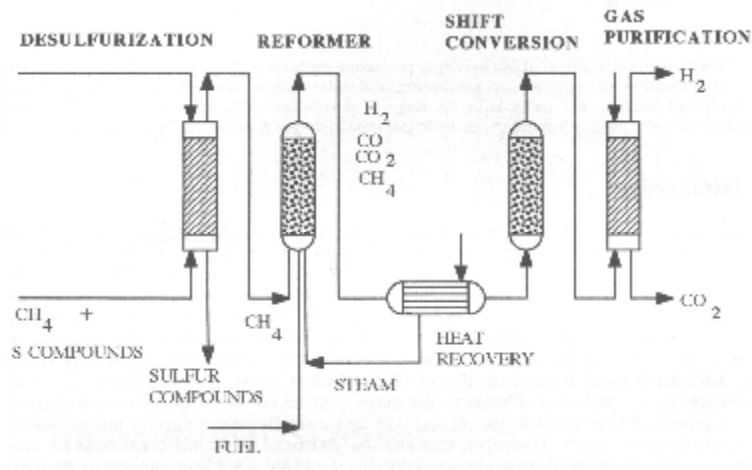 DESULFURIZATION
REFORMER
SHIFT
CONVERSION
GAS
PURIFICATION
H2
CO
CO2
CH4
H2
CO2
CH4 +
S COMPOUNDS
SULFUR
COMPOUNDS
CH4
HEAT
RECOVERY
STEAM
FUEL